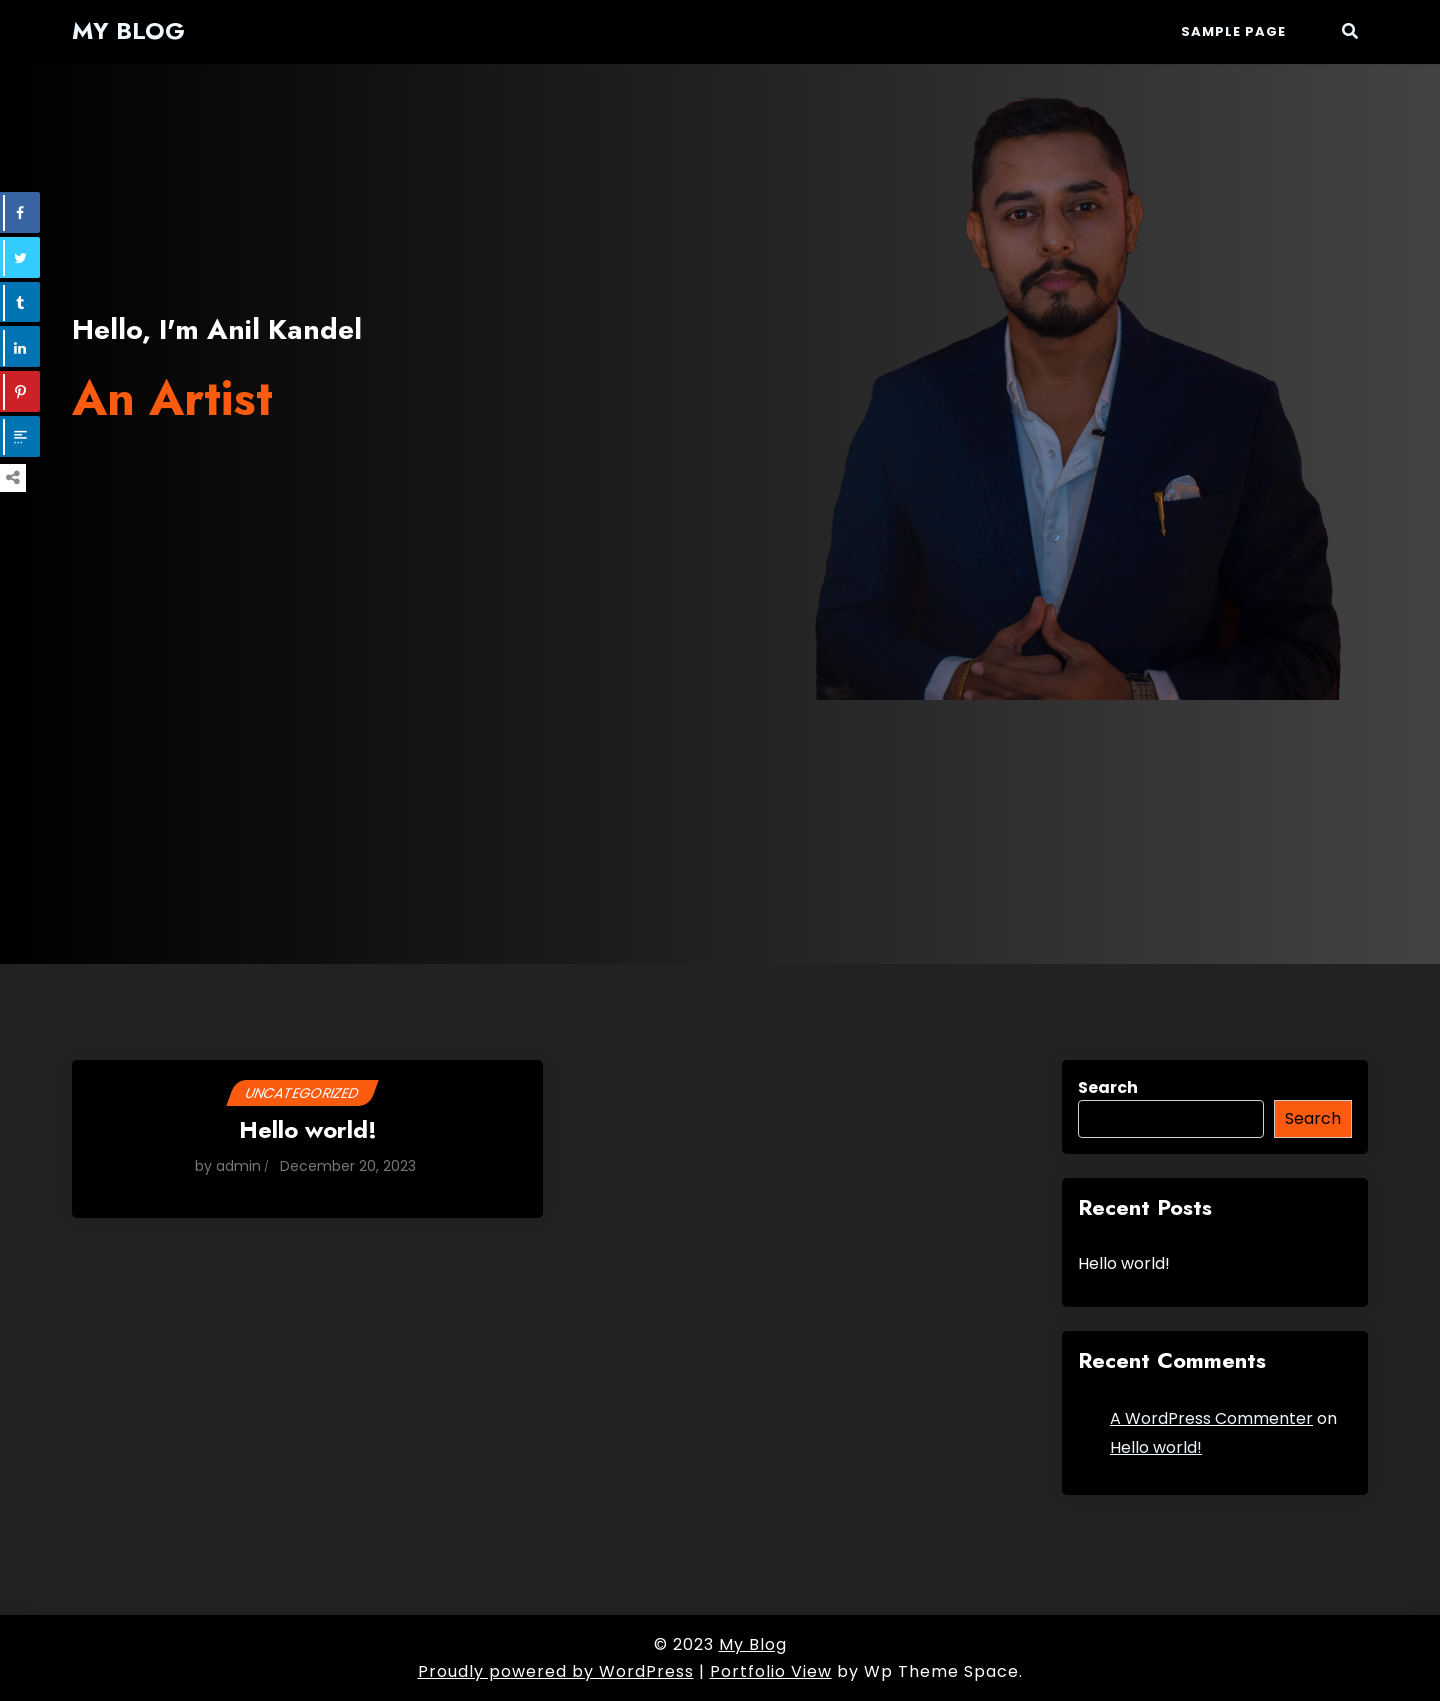 MY BLOG
SAMPLE PAGE
Hello, I'm Anil Kandel
An Artist
UNCATEGORIZED
Hello world!
by admin / December 20, 2023
Search
Search
Recent Posts
Hello world!
Recent Comments
A WordPress Commenter on
Hello world!
© 2023 My Blog
Proudly powered by WordPress | Portfolio View by Wp Theme Space.